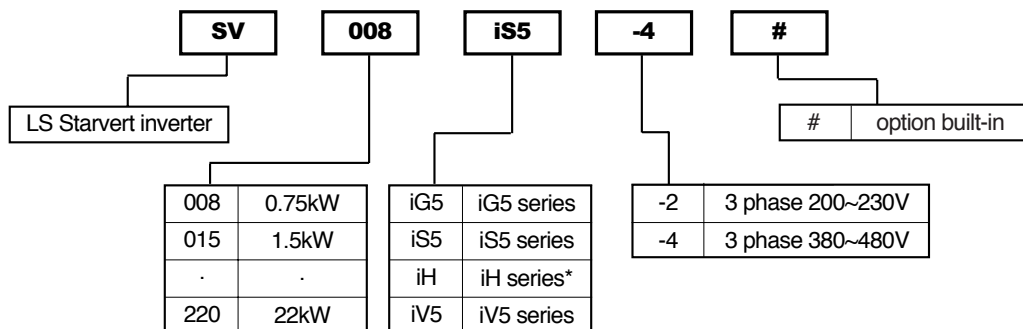 SV 008 iS5 -4 #
LS Starvert inverter
# option built-in
008 0.75kW
015 1.5kW
. .
220 22kW
iG5 iG5 series
iS5 iS5 series
iH iH series*
iV5 iV5 series
-2 3 phase 200~230V
-4 3 phase 380~480V